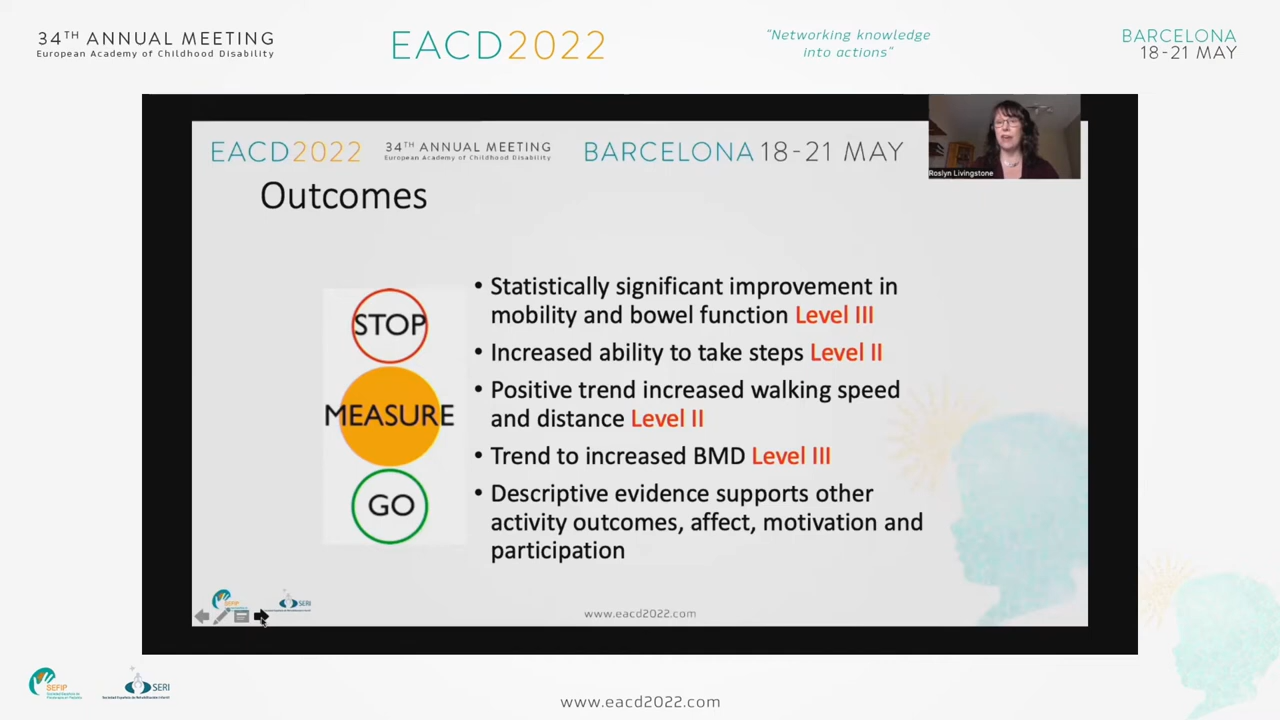 34TH ANNUAL MEETING
European Academy of Childhood Disability
EACD2022
"Networking knowledge
into actions"
BARCELONA
18-21 MAY
EACD2022
34TH ANNUAL MEETING
European Academy of Childhood Disability
BARCELONA 18-21 MAY
Roslyn Livingstone
Outcomes
STOP
MEASURE
GO
• Statistically significant improvement in
mobility and bowel function Level III
• Increased ability to take steps Level II
• Positive trend increased walking speed
and distance Level II
• Trend to increased BMD Level III
• Descriptive evidence supports other
activity outcomes, affect, motivation and
participation
SERI
www.eacd2022.com
SEFIP
SERI
www.eacd2022.com